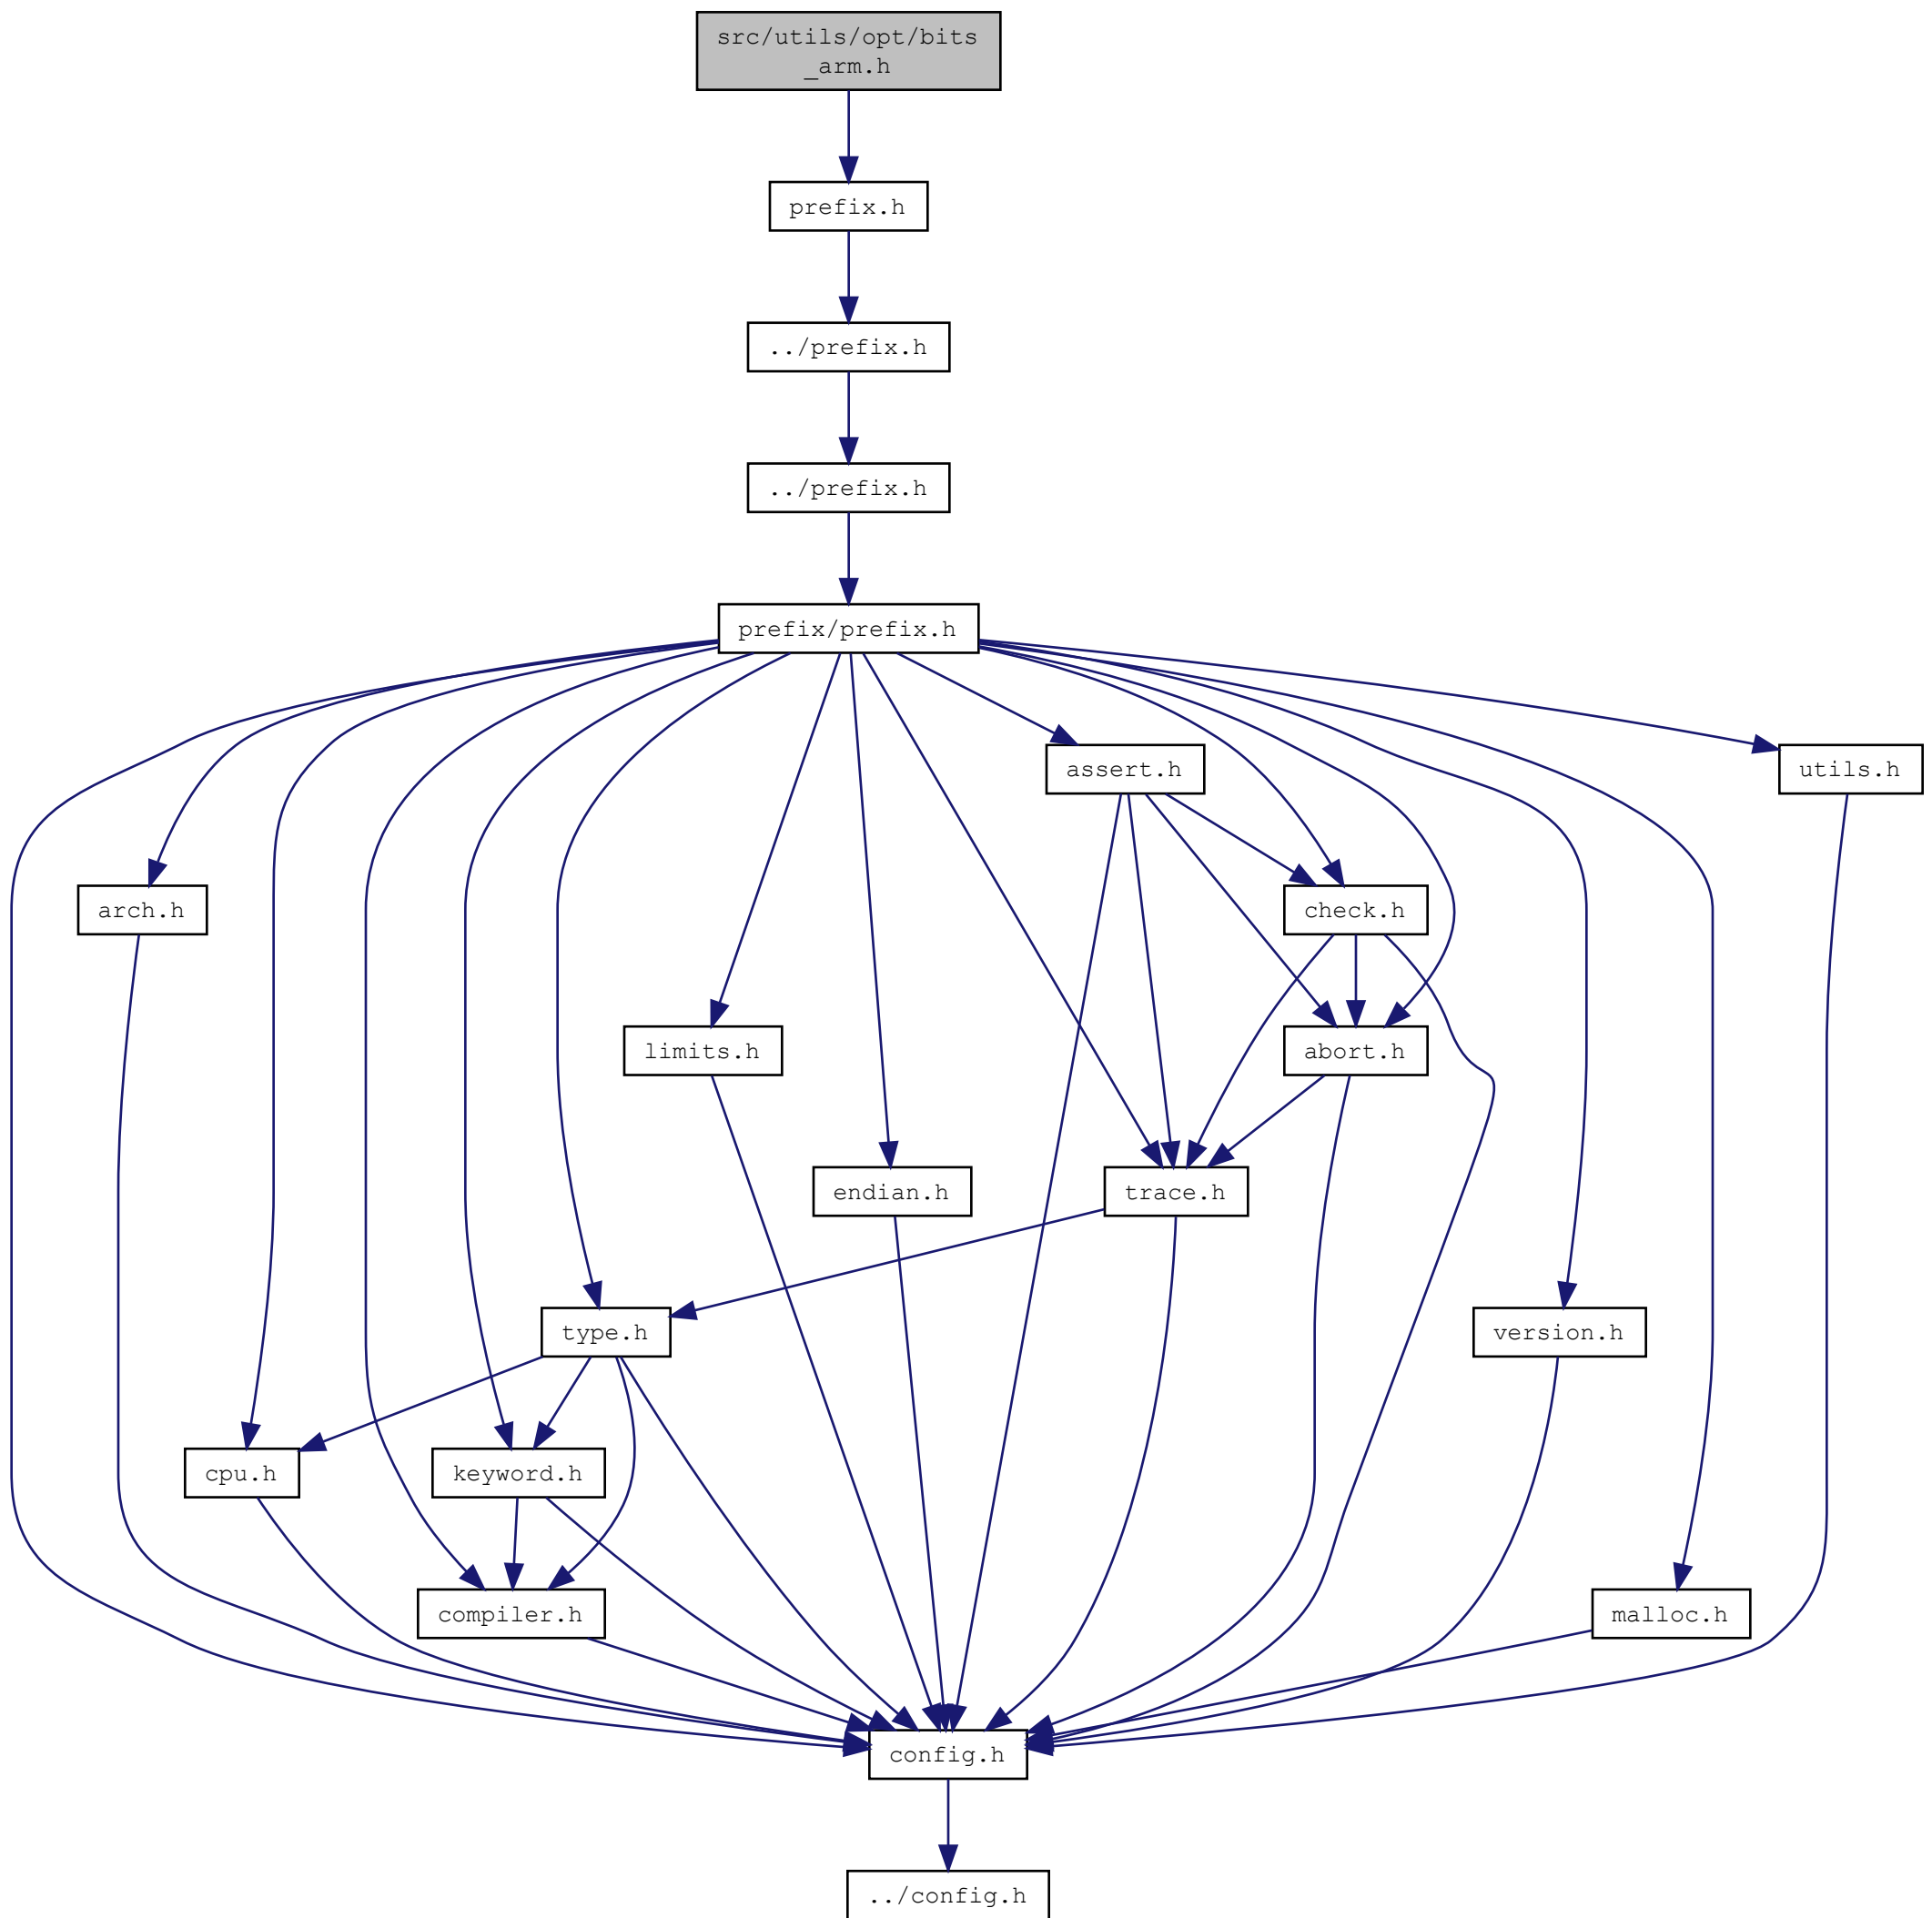 src/utils/opt/bits
_arm.h
prefix.h
../prefix.h
../prefix.h
prefix/prefix.h
assert.h
utils.h
arch.h
check.h
limits.h
abort.h
endian.h
trace.h
type.h
version.h
cpu.h
keyword.h
compiler.h
malloc.h
config.h
../config.h